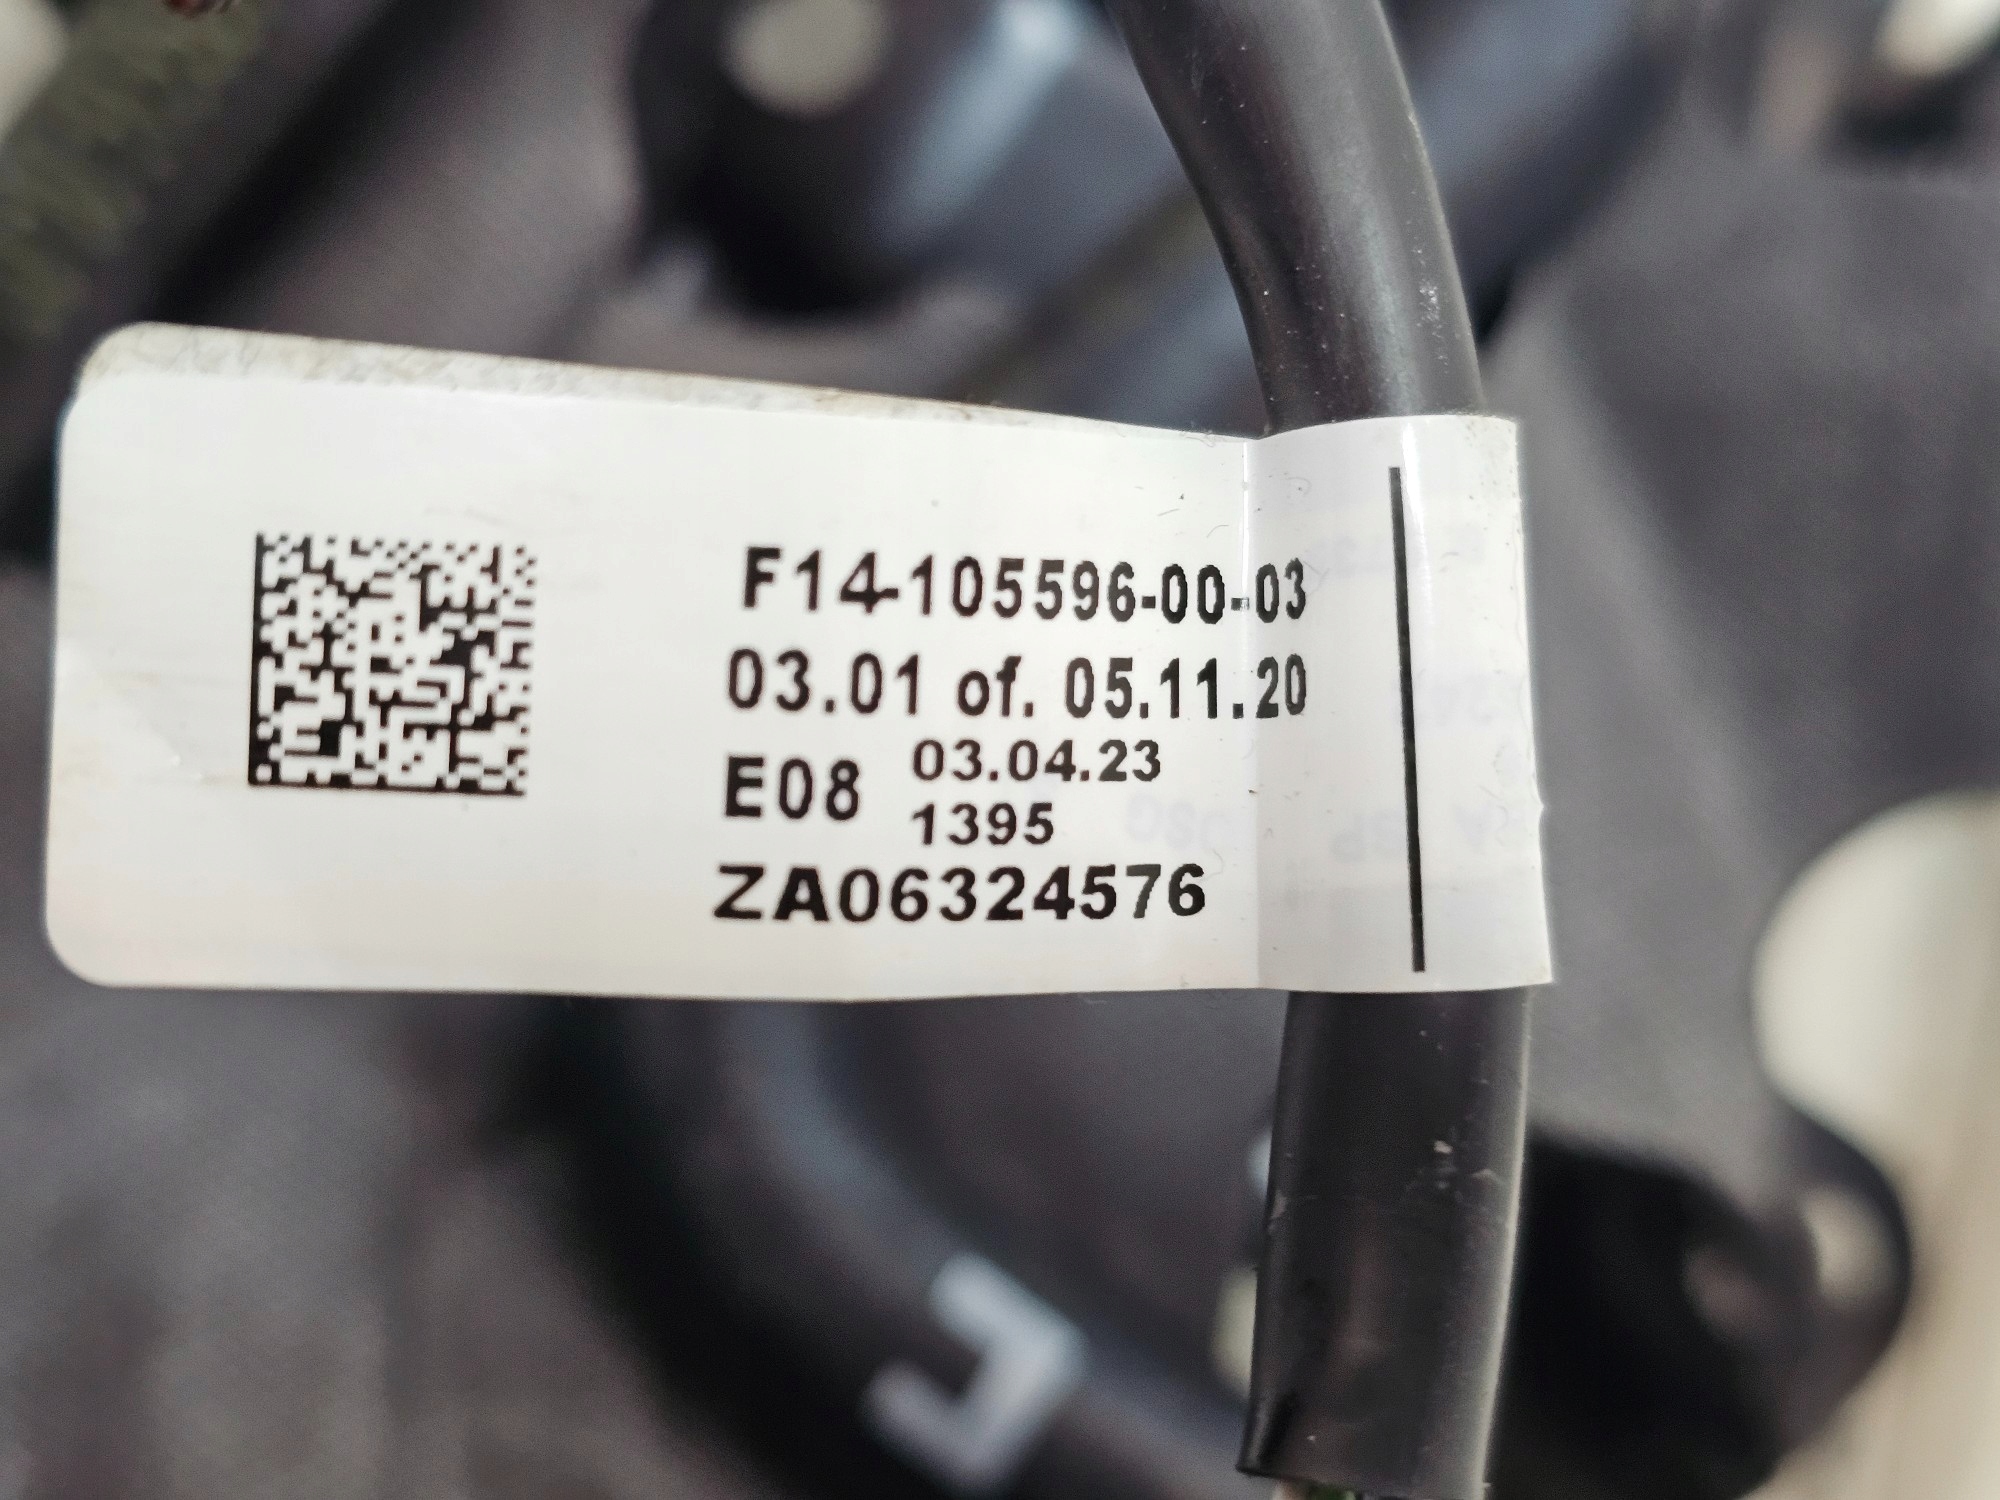 F14-105596-00-03
03.01 of. 05.11.20
E08 03.04.23
1395
ZA06324576